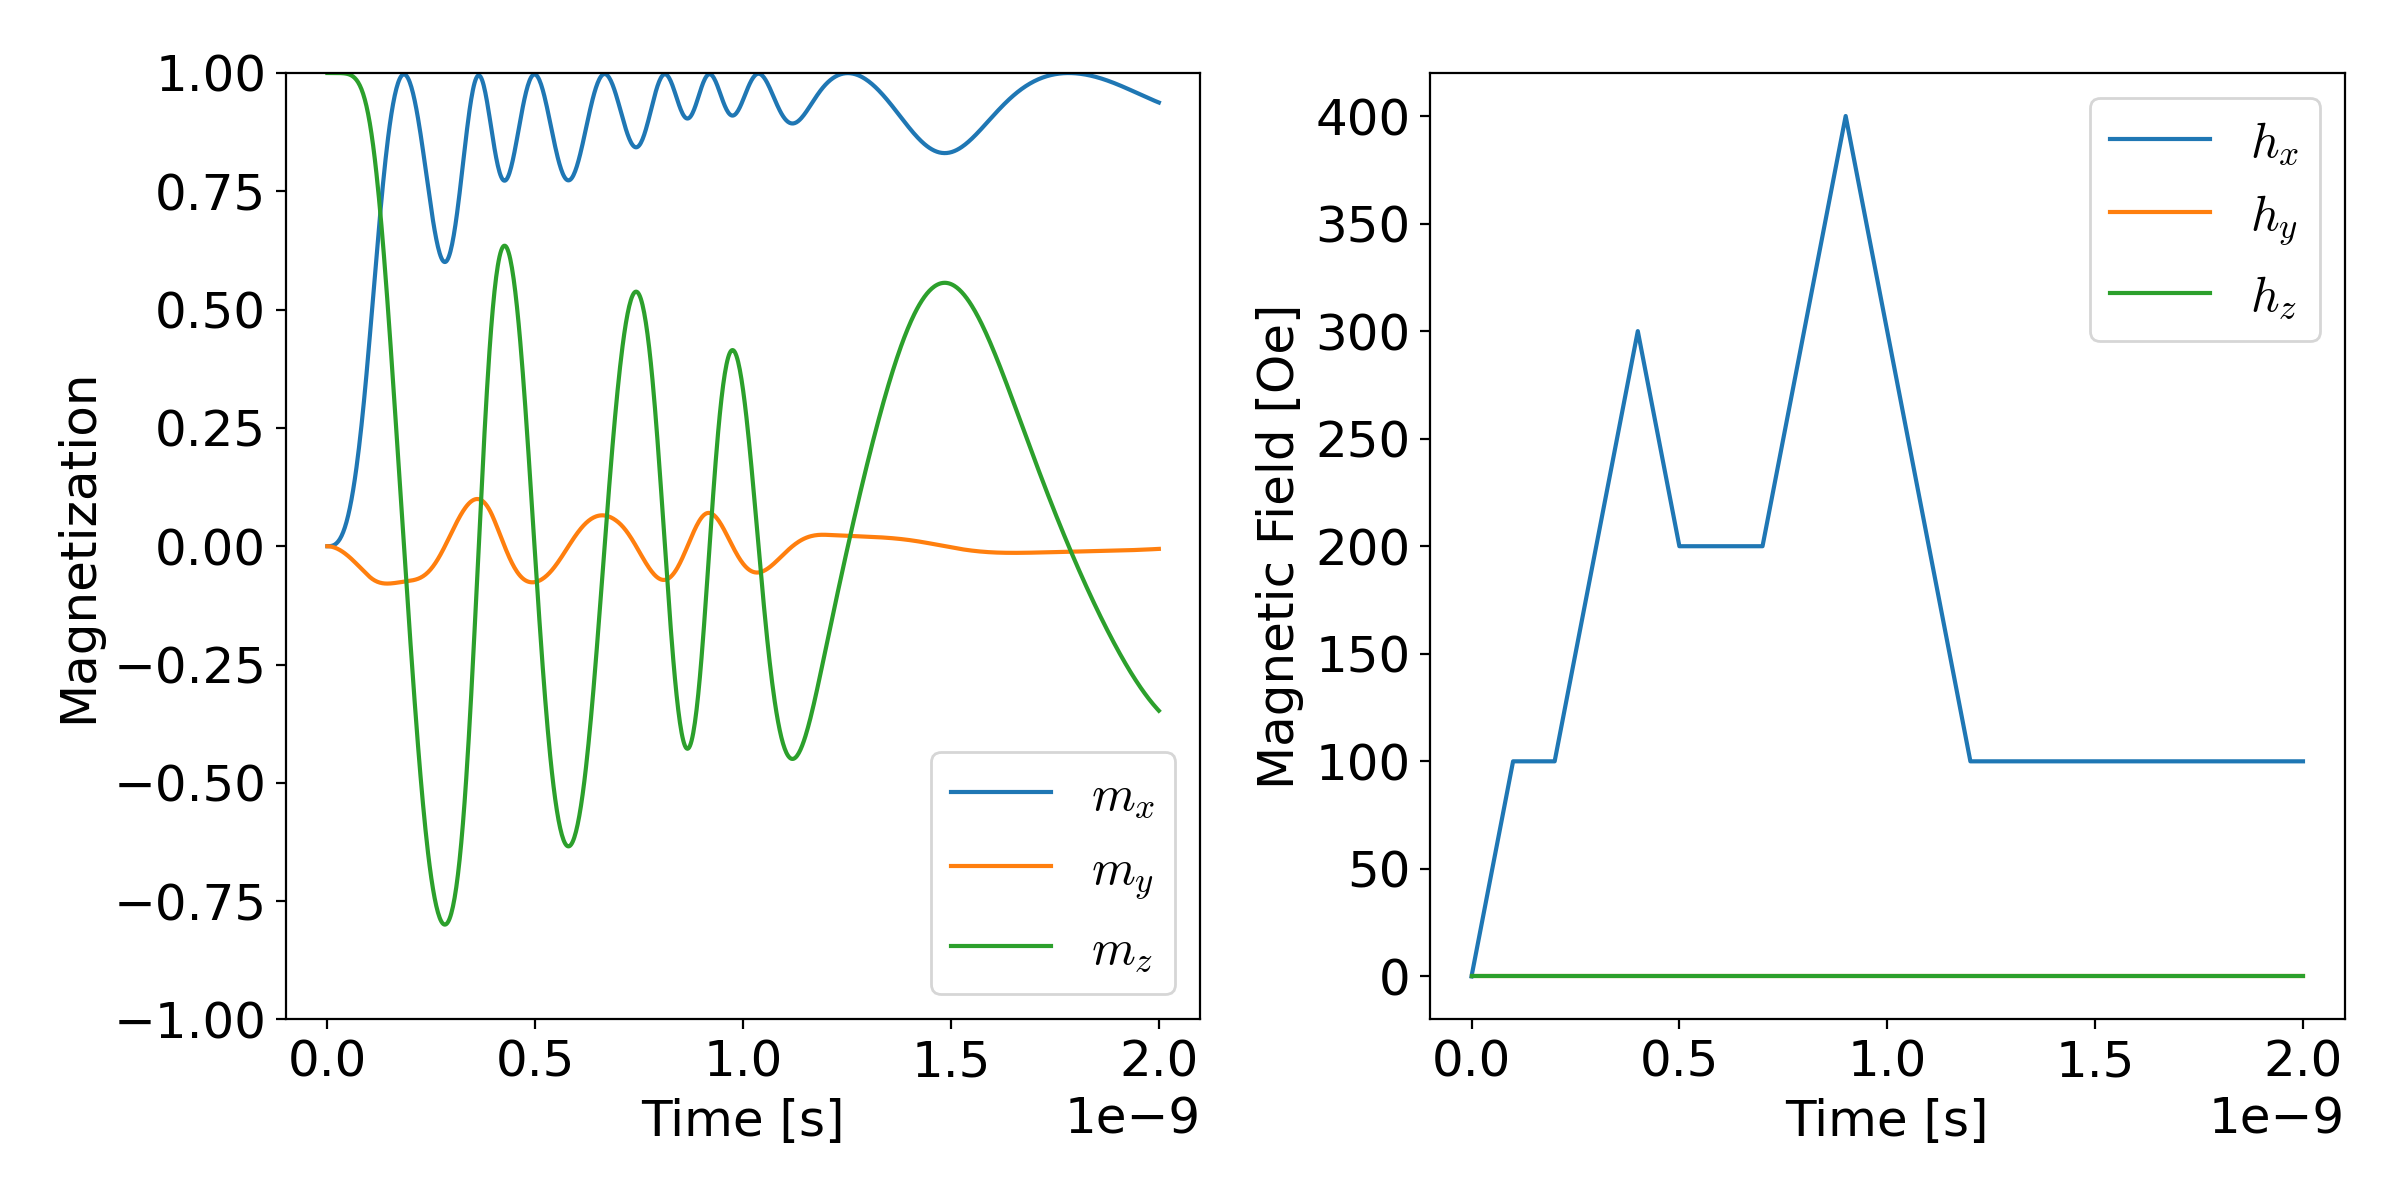 Magnetization
1.00
0.75
0.50
0.25
0.00
−0.25
−0.50
−0.75
−1.00
0.0 0.5 1.0 1.5 2.0
Time [s]
1e−9
m_x
m_y
m_z
Magnetic Field [Oe]
400
350
300
250
200
150
100
50
0
0.0 0.5 1.0 1.5 2.0
Time [s]
1e−9
h_x
h_y
h_z